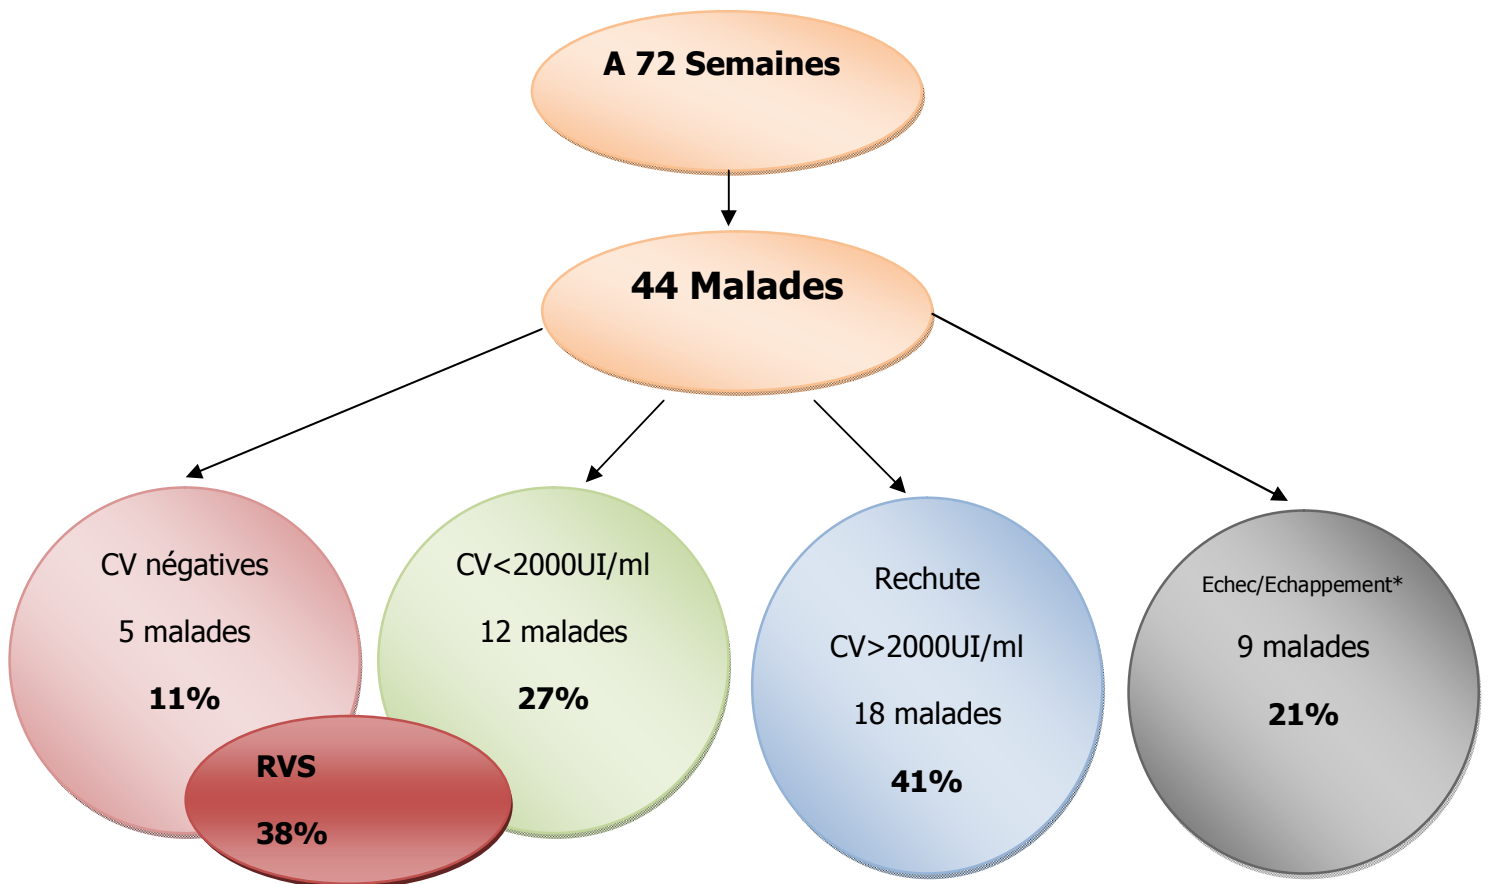 A 72 Semaines
44 Malades
CV négatives
5 malades
11%
CV<2000UI/ml
12 malades
27%
RVS
38%
Rechute
CV>2000UI/ml
18 malades
41%
Echec/Echappement*
9 malades
21%